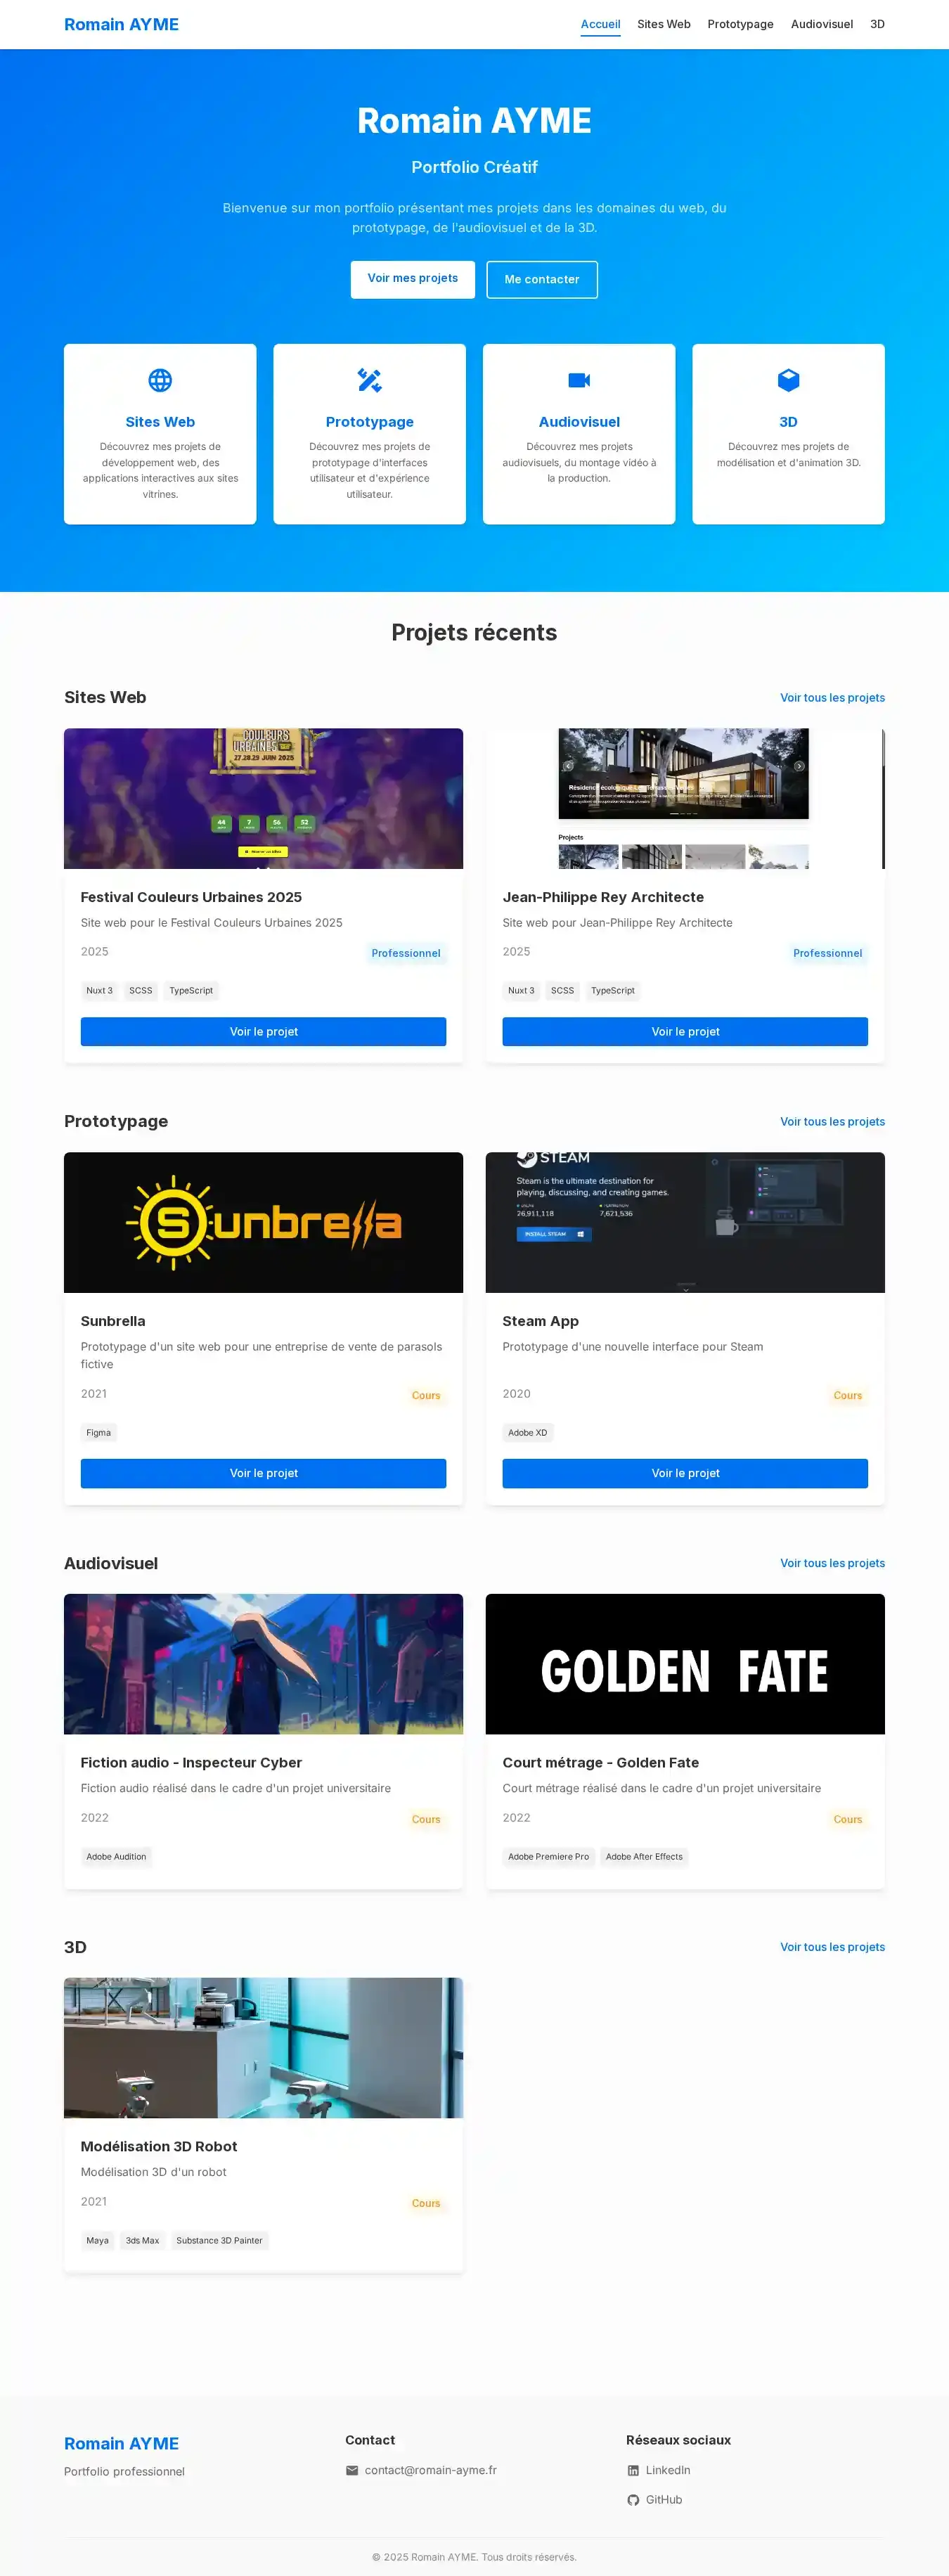 Romain AYME
Accueil
Sites Web
Prototypage
Audiovisuel
3D
Romain AYME
Portfolio Créatif
Bienvenue sur mon portfolio présentant mes projets dans les domaines du web, du
prototypage, de l'audiovisuel et de la 3D.
Voir mes projets
Me contacter
Sites Web
Découvrez mes projets de
développement web, des
applications interactives aux sites
vitrines.
Prototypage
Découvrez mes projets de
prototypage d'interfaces
utilisateur et d'expérience
utilisateur.
Audiovisuel
Découvrez mes projets
audiovisuels, du montage vidéo à
la production.
3D
Découvrez mes projets de
modélisation et d'animation 3D.
Projets récents
Sites Web
Voir tous les projets
COULEURS
URBAINES
27.28.29 JUIN 2025
44
7
56
52
Festival Couleurs Urbaines 2025
Site web pour le Festival Couleurs Urbaines 2025
2025
Professionnel
Nuxt 3
SCSS
TypeScript
Voir le projet
Projects
Jean-Philippe Rey Architecte
Site web pour Jean-Philippe Rey Architecte
2025
Professionnel
Nuxt 3
SCSS
TypeScript
Voir le projet
Prototypage
Voir tous les projets
Sunbrella
Sunbrella
Prototypage d'un site web pour une entreprise de vente de parasols
fictive
2021
Cours
Figma
Voir le projet
STEAM
Steam is the ultimate destination for
playing, discussing, and creating games.
26,911,118
7,621,536
INSTALL STEAM
Steam App
Prototypage d'une nouvelle interface pour Steam
2020
Cours
Adobe XD
Voir le projet
Audiovisuel
Voir tous les projets
Fiction audio - Inspecteur Cyber
Fiction audio réalisé dans le cadre d'un projet universitaire
2022
Cours
Adobe Audition
GOLDEN FATE
Court métrage - Golden Fate
Court métrage réalisé dans le cadre d'un projet universitaire
2022
Cours
Adobe Premiere Pro
Adobe After Effects
3D
Voir tous les projets
Modélisation 3D Robot
Modélisation 3D d'un robot
2021
Cours
Maya
3ds Max
Substance 3D Painter
Romain AYME
Portfolio professionnel
Contact
contact@romain-ayme.fr
Réseaux sociaux
LinkedIn
GitHub
© 2025 Romain AYME. Tous droits réservés.